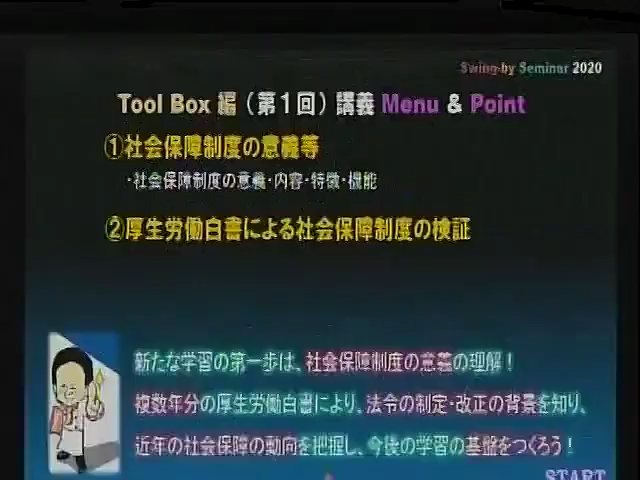 Swing-by Seminar 2020
Tool Box 編（第１回）講義 Menu & Point
①社会保障制度の意義等
・社会保障制度の意義・内容・特徴・機能
②厚生労働白書による社会保障制度の検証
新たな学習の第一歩は、社会保障制度の意義の理解！
複数年分の厚生労働白書により、法令の制定・改正の背景を知り、
近年の社会保障の動向を把握し、今後の学習の基盤をつくろう！
START